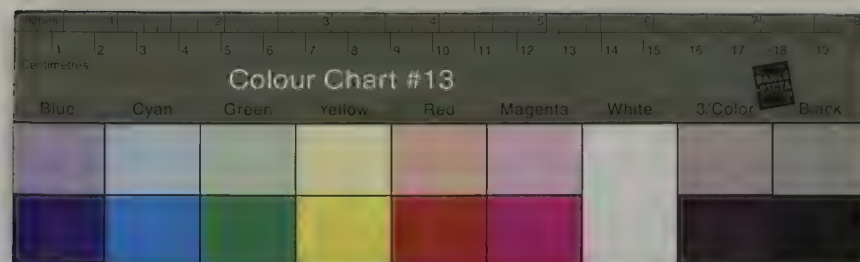 Inches 1 2 3 4 5 6 7 8
1 2 3 4 5 6 7 8 9 10 11 12 13 14 15 16 17 18 19
Centimetres
Colour Chart #13
Blue Cyan Green Yellow Red Magenta White 3/Color Black